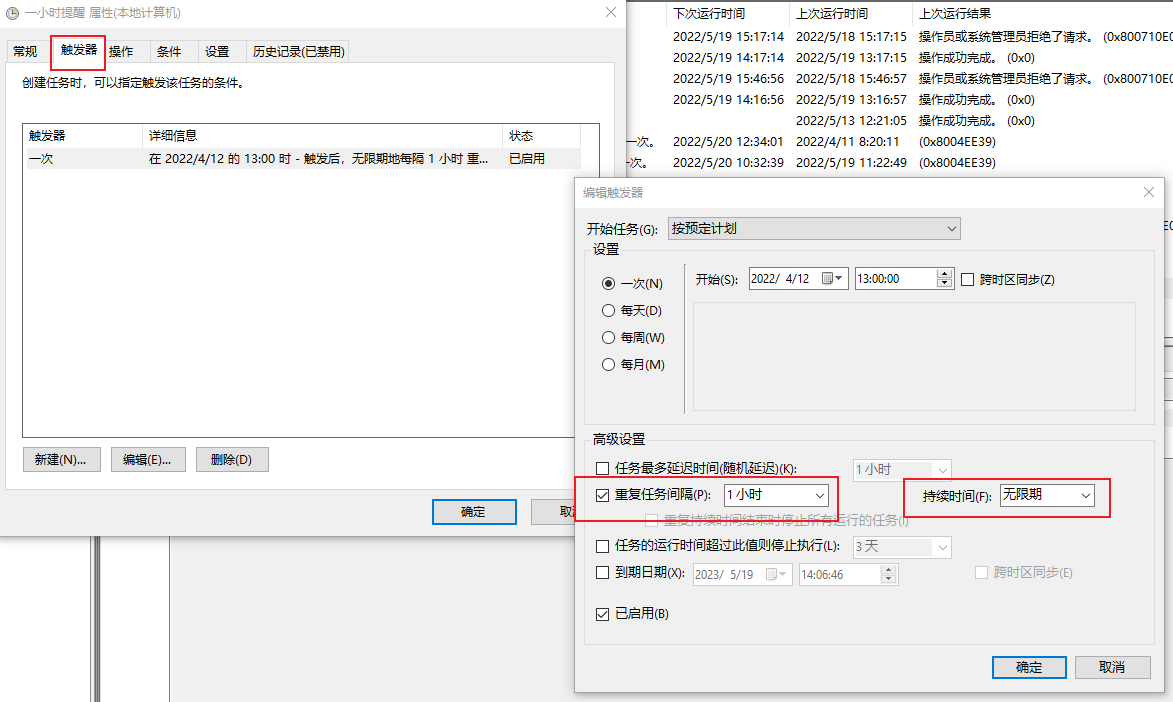 一小时提醒 属性(本地计算机)
常规 触发器 操作 条件 设置 历史记录(已禁用)
创建任务时，可以指定触发该任务的条件。
触发器 详细信息 状态
一次 在 2022/4/12 的 13:00 时 - 触发后，无限期地每隔 1 小时 重... 已启用
新建(N)... 编辑(E)... 删除(D)
确定
下次运行时间 上次运行时间 上次运行结果
2022/5/19 15:17:14 2022/5/18 15:17:15 操作员或系统管理员拒绝了请求。 (0x800710E0
2022/5/19 14:17:14 2022/5/19 13:17:15 操作成功完成。 (0x0)
2022/5/19 15:46:56 2022/5/18 15:46:57 操作员或系统管理员拒绝了请求。 (0x800710E0
2022/5/19 14:16:56 2022/5/19 13:16:57 操作成功完成。 (0x0)
2022/5/13 12:21:05 操作成功完成。 (0x0)
一次。 2022/5/20 12:34:01 2022/4/11 8:20:11 (0x8004EE39)
次。 2022/5/20 10:32:39 2022/5/19 11:22:49 (0x8004EE39)
编辑触发器
开始任务(G): 按预定计划
设置
一次(N)
每天(D)
每周(W)
每月(M)
开始(S): 2022/ 4/12 13:00:00 跨时区同步(Z)
高级设置
任务最多延迟时间(随机延迟)(K): 1 小时
重复任务间隔(P): 1 小时 持续时间(F): 无限期
重复持续时间结束时停止所有运行的任务(I)
任务的运行时间超过此值则停止执行(L): 3 天
到期日期(X): 2023/ 5/19 14:06:46 跨时区同步(E)
已启用(B)
确定 取消